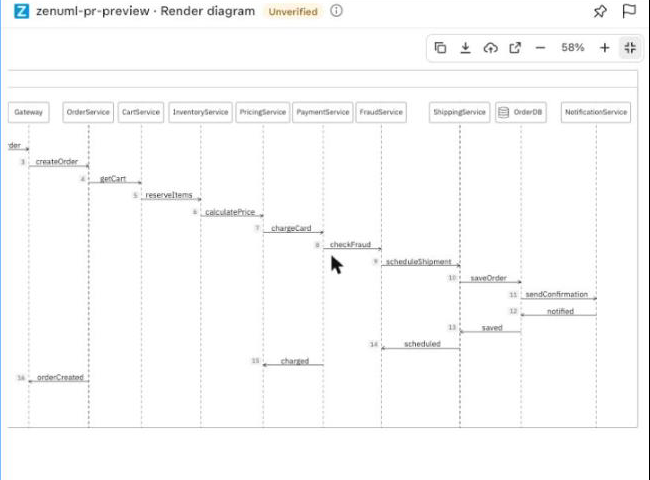 Z zenuml-pr-preview · Render diagram Unverified
58%
Gateway OrderService CartService InventoryService PricingService PaymentService FraudService ShippingService OrderDB NotificationService
der
3 createOrder
4 getCart
5 reserveItems
6 calculatePrice
7 chargeCard
8 checkFraud
9 scheduleShipment
10 saveOrder
11 sendConfirmation
12 notified
13 saved
14 scheduled
15 charged
16 orderCreated